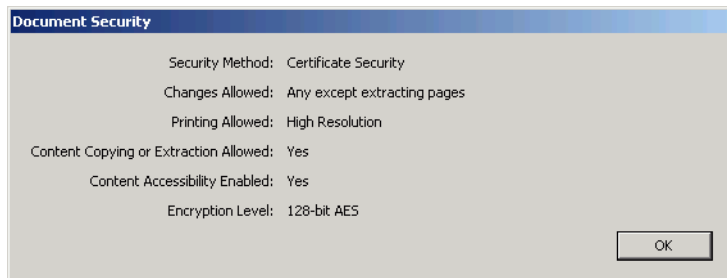 Document Security
Security Method: Certificate Security
Changes Allowed: Any except extracting pages
Printing Allowed: High Resolution
Content Copying or Extraction Allowed: Yes
Content Accessibility Enabled: Yes
Encryption Level: 128-bit AES
OK